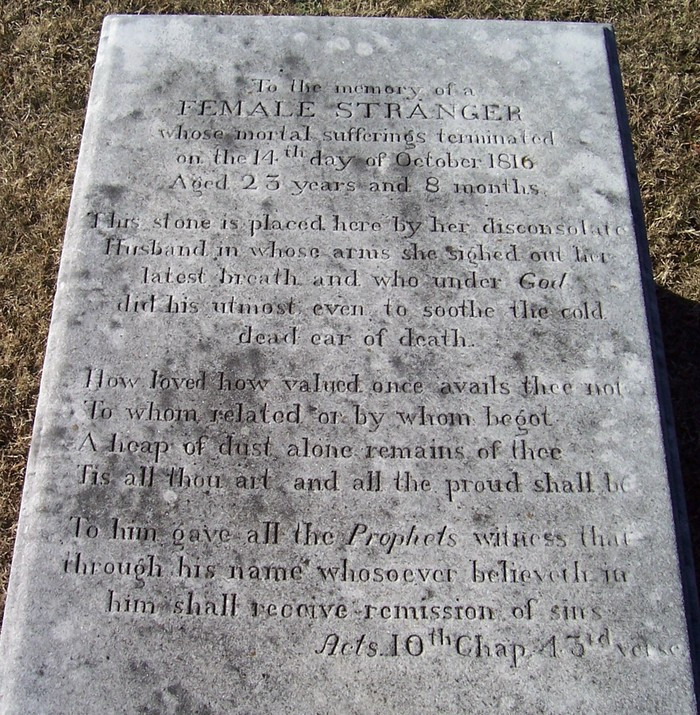 To the memory of a
FEMALE STRANGER
whose mortal sufferings terminated
on the 14th day of October 1816
Aged 23 years and 8 months.
This stone is placed here by her disconsolate
Husband in whose arms she sighed out her
latest breath and who under God
did his utmost even to soothe the cold
dead ear of death.
How loved how valued once avails thee not
To whom related or by whom begot
A heap of dust alone remains of thee
Tis all thou art and all the proud shall be
To him gave all the Prophets witness that
through his name whosoever believeth in
him shall receive remission of sins
Acts. 10th Chap. 43rd verse